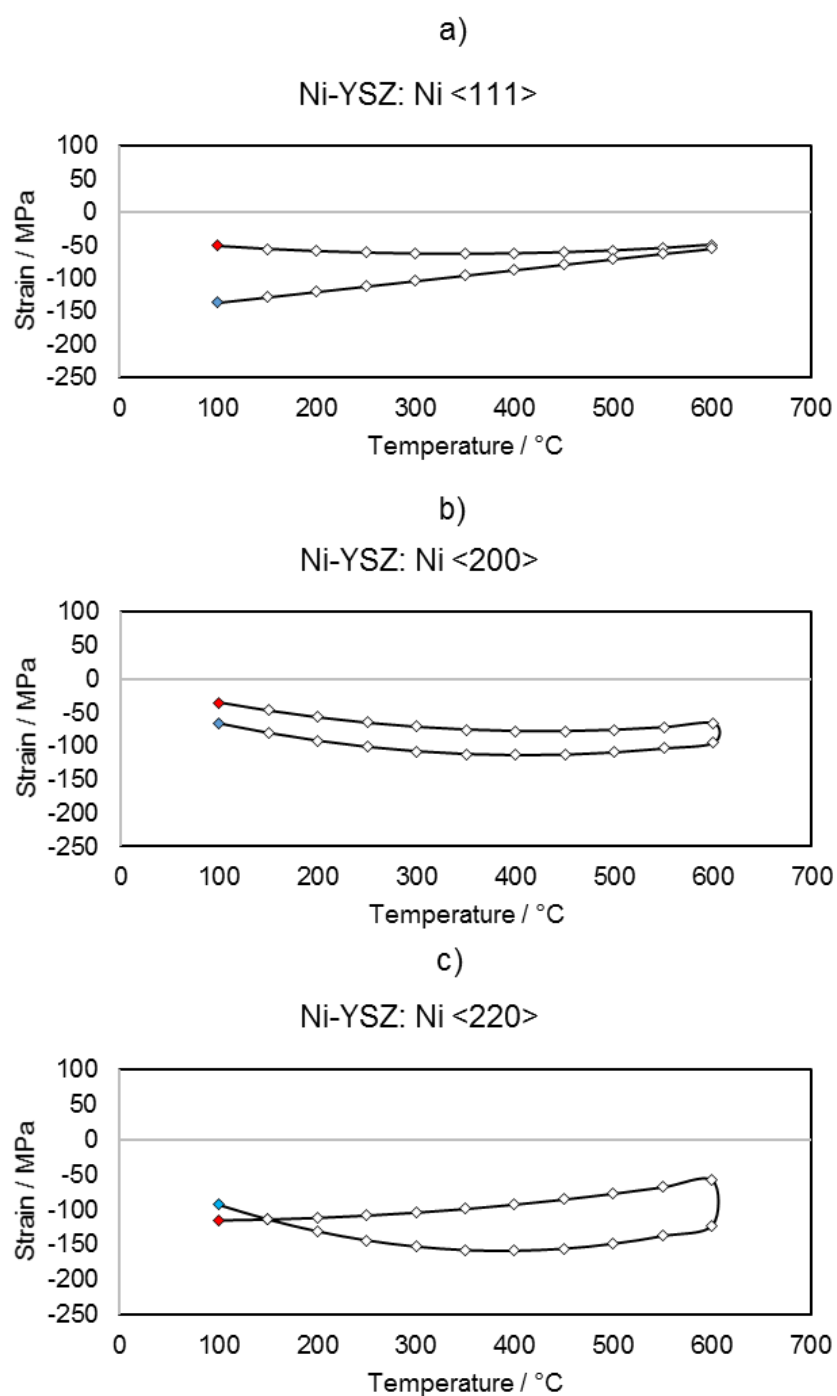 a)
Ni-YSZ: Ni <111>
100
50
0
-50
-100
-150
-200
-250
Strain / MPa
0 100 200 300 400 500 600 700
Temperature / °C
b)
Ni-YSZ: Ni <200>
100
50
0
-50
-100
-150
-200
-250
Strain / MPa
0 100 200 300 400 500 600 700
Temperature / °C
c)
Ni-YSZ: Ni <220>
100
50
0
-50
-100
-150
-200
-250
Strain / MPa
0 100 200 300 400 500 600 700
Temperature / °C